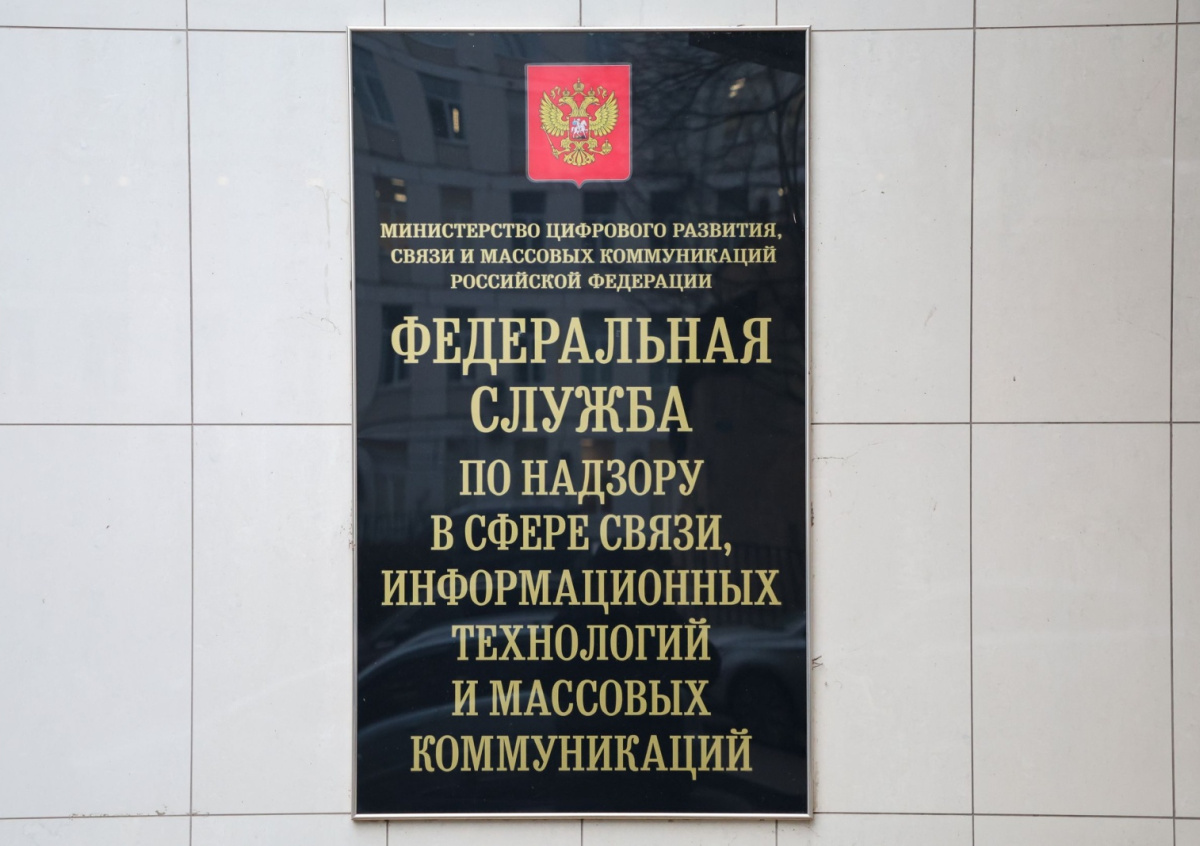 МИНИСТЕРСТВО ЦИФРОВОГО РАЗВИТИЯ,
СВЯЗИ И МАССОВЫХ КОММУНИКАЦИЙ
РОССИЙСКОЙ ФЕДЕРАЦИИ
ФЕДЕРАЛЬНАЯ
СЛУЖБА
ПО НАДЗОРУ
В СФЕРЕ СВЯЗИ,
ИНФОРМАЦИОННЫХ
ТЕХНОЛОГИЙ
И МАССОВЫХ
КОММУНИКАЦИЙ